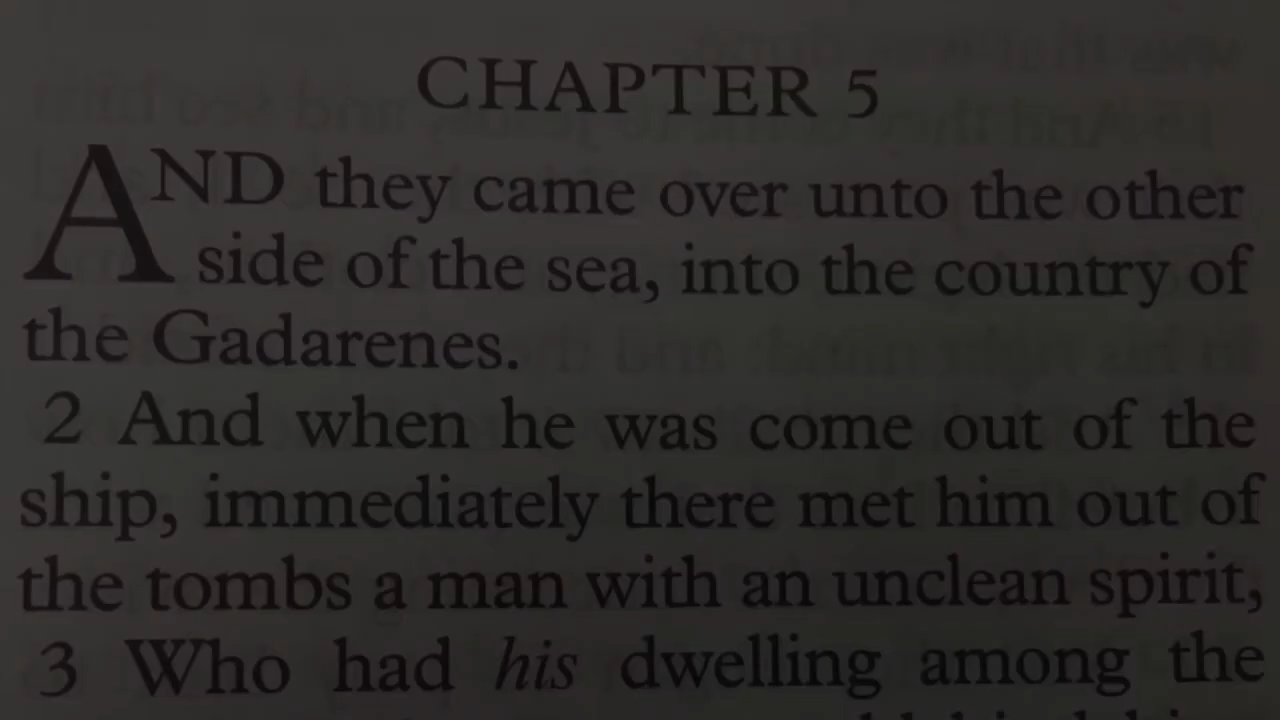 CHAPTER 5
AND they came over unto the other
side of the sea, into the country of
the Gadarenes.
2 And when he was come out of the
ship, immediately there met him out of
the tombs a man with an unclean spirit,
3 Who had his dwelling among the